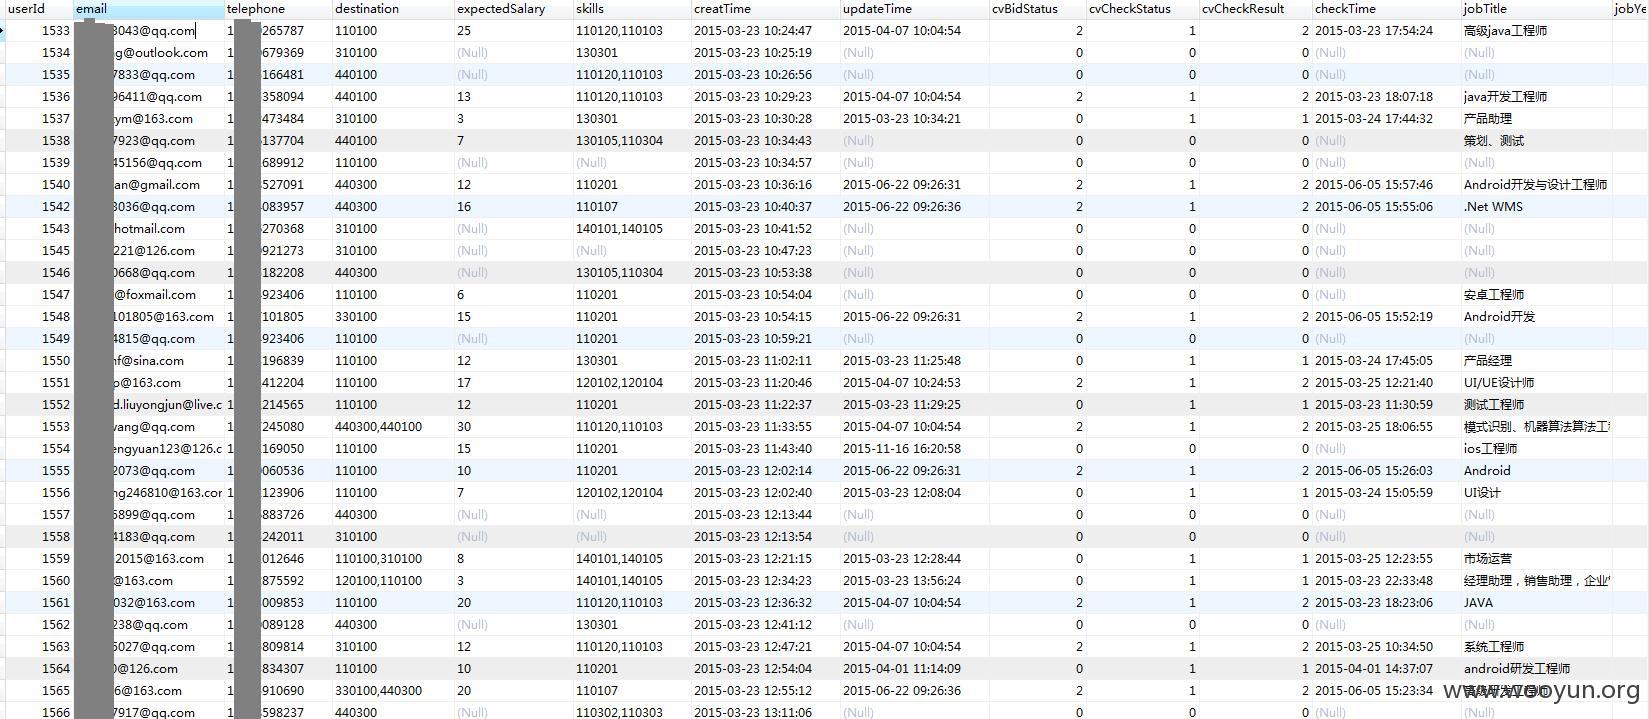 userId email telephone destination expectedSalary skills creatTime updateTime cvBidStatus cvCheckStatus cvCheckResult checkTime jobTitle jobYe
1533 3043@qq.com 1 265787 110100 25 110120,110103 2015-03-23 10:24:47 2015-04-07 10:04:54 2 1 2 2015-03-23 17:54:24 高级java工程师
1534 g@outlook.com 1 679369 310100 (Null) 130301 2015-03-23 10:25:19 (Null) 0 0 0 (Null) (Null)
1535 7833@qq.com 1 166481 440100 (Null) 110120,110103 2015-03-23 10:26:56 (Null) 0 0 0 (Null) (Null)
1536 96411@qq.com 1 358094 440100 13 110120,110103 2015-03-23 10:29:23 2015-04-07 10:04:54 2 1 2 2015-03-23 18:07:18 java开发工程师
1537 ym@163.com 1 473484 310100 3 130301 2015-03-23 10:30:28 2015-03-23 10:34:21 0 1 1 2015-03-24 17:44:32 产品助理
1538 7923@qq.com 1 137704 440100 7 130105,110304 2015-03-23 10:34:43 (Null) 0 0 0 (Null) 策划、测试
1539 45156@qq.com 1 689912 110100 (Null) (Null) 2015-03-23 10:34:57 (Null) 0 0 0 (Null) (Null)
1540 an@gmail.com 1 527091 440100 12 110201 2015-03-23 10:36:16 2015-06-22 09:26:31 2 1 2 2015-06-05 15:57:46 Android开发与设计工程师
1542 3036@qq.com 1 083957 440300 16 110107 2015-03-23 10:40:37 2015-06-22 09:26:36 2 1 2 2015-06-05 15:55:06 .Net WMS
1543 hotmail.com 1 270368 310100 (Null) 140101,140105 2015-03-23 10:41:52 (Null) 0 0 0 (Null) (Null)
1545 221@126.com 1 921273 310100 (Null) (Null) 2015-03-23 10:47:23 (Null) 0 0 0 (Null) (Null)
1546 0668@qq.com 1 182208 440300 (Null) 130105,110304 2015-03-23 10:53:38 (Null) 0 0 0 (Null) (Null)
1547 @foxmail.com 1 923406 110100 6 110201 2015-03-23 10:54:04 (Null) 0 0 0 (Null) 安卓工程师
1548 101805@163.com 1 101805 330100 15 110201 2015-03-23 10:54:15 2015-06-22 09:26:31 2 1 2 2015-06-05 15:52:19 Android开发
1549 4815@qq.com 1 923406 110100 (Null) 110201 2015-03-23 10:59:21 (Null) 0 0 0 (Null) (Null)
1550 f@sina.com 1 196839 110100 12 130301 2015-03-23 11:02:11 2015-03-23 11:25:48 0 1 1 2015-03-24 17:45:05 产品经理
1551 p@163.com 1 412204 110100 17 120102,120104 2015-03-23 11:20:46 2015-04-07 10:24:53 2 1 2 2015-03-25 12:21:40 UI/UE设计师
1552 d.liuyongjun@live.c 1 214565 110100 12 110201 2015-03-23 11:22:37 2015-03-23 11:29:25 0 1 1 2015-03-23 11:30:59 测试工程师
1553 vang@qq.com 1 245080 440300,440100 30 110120,110103 2015-03-23 11:33:55 2015-04-07 10:04:54 2 1 2 2015-03-23 18:06:55 模式识别、机器算法算法工
1554 engyuan123@126.c 1 169050 110100 15 110201 2015-03-23 11:43:40 2015-11-16 16:20:58 0 1 0 (Null) ios工程师
1555 2073@qq.com 1 060536 110100 10 110201 2015-03-23 12:02:14 2015-06-22 09:26:31 2 1 2 2015-06-05 15:26:03 Android
1556 ng246810@163.cor 1 123906 110100 7 120102,120104 2015-03-23 12:02:40 2015-03-23 12:08:04 0 1 1 2015-03-24 15:05:59 UI设计
1557 5899@qq.com 1 883726 440300 (Null) (Null) 2015-03-23 12:13:44 (Null) 0 0 0 (Null) (Null)
1558 4183@qq.com 1 242011 310100 (Null) (Null) 2015-03-23 12:13:54 (Null) 0 0 0 (Null) (Null)
1559 2015@163.com 1 012646 110100,310100 8 140101,140105 2015-03-23 12:21:15 2015-03-23 12:28:44 0 1 1 2015-03-25 12:23:55 市场运营
1560 @163.com 1 875592 120100,110100 3 140101,140105 2015-03-23 12:34:23 2015-03-23 13:56:24 0 1 1 2015-03-23 22:33:48 经理助理，销售助理，企业
1561 032@163.com 1 009853 110100 20 110120,110103 2015-03-23 12:36:32 2015-04-07 10:04:54 2 1 2 2015-03-23 18:23:06 JAVA
1562 238@qq.com 1 089128 440300 (Null) 130301 2015-03-23 12:41:12 (Null) 0 0 0 (Null) (Null)
1563 5027@qq.com 1 809814 310100 12 110120,110103 2015-03-23 12:47:21 2015-04-07 10:04:54 2 1 2 2015-03-25 10:34:50 系统工程师
1564 0@126.com 1 834307 110100 10 110201 2015-03-23 12:54:04 2015-04-01 11:14:09 0 1 1 2015-04-01 14:37:07 android研发工程师
1565 6@163.com 1 910690 330100,440300 20 110107 2015-03-23 12:55:12 2015-06-22 09:26:36 2 1 2 2015-06-05 15:23:34 高级研发工程师
www.wooyun.org
1566 7917@qq.com 1 598237 440300 (Null) 110302,110303 2015-03-23 13:11:06 (Null) 0 0 0 (Null) (Null)